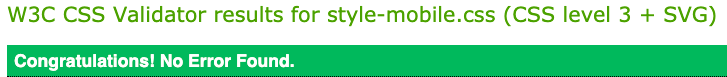 W3C CSS Validator results for style-mobile.css (CSS level 3 + SVG)
Congratulations! No Error Found.